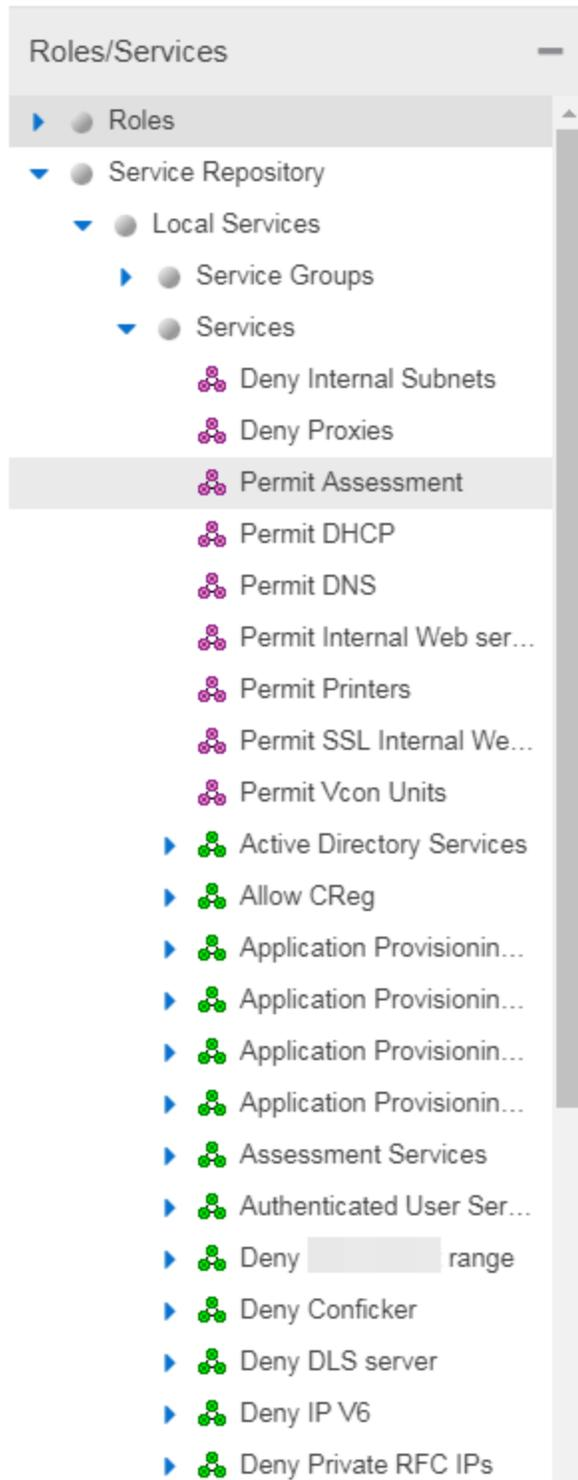 Roles/Services
Roles
Service Repository
Local Services
Service Groups
Services
Deny Internal Subnets
Deny Proxies
Permit Assessment
Permit DHCP
Permit DNS
Permit Internal Web ser...
Permit Printers
Permit SSL Internal We...
Permit Vcon Units
Active Directory Services
Allow CReg
Application Provisionin...
Application Provisionin...
Application Provisionin...
Application Provisionin...
Assessment Services
Authenticated User Ser...
Deny range
Deny Conficker
Deny DLS server
Deny IP V6
Deny Private RFC IPs